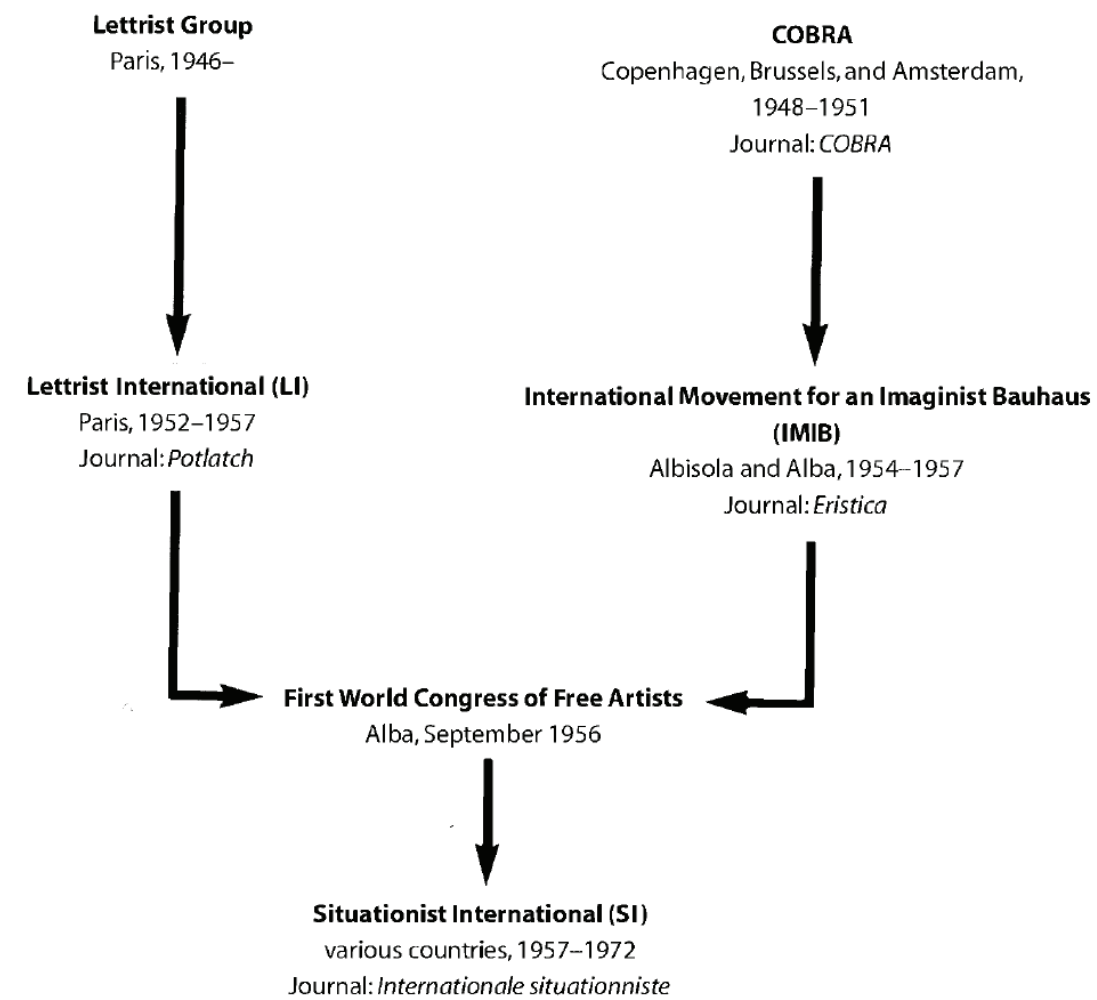 Lettrist Group
Paris, 1946–
COBRA
Copenhagen, Brussels, and Amsterdam,
1948–1951
Journal: COBRA
Lettrist International (LI)
Paris, 1952–1957
Journal: Potlatch
International Movement for an Imaginist Bauhaus
(IMIB)
Albisola and Alba, 1954–1957
Journal: Eristica
First World Congress of Free Artists
Alba, September 1956
Situationist International (SI)
various countries, 1957–1972
Journal: Internationale situationniste